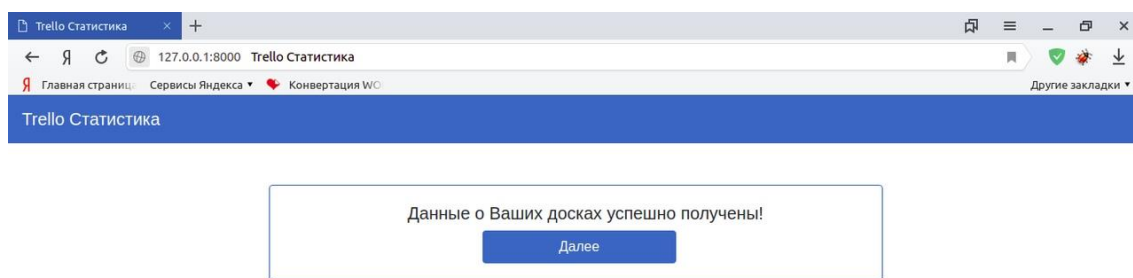 Trello Статистика
127.0.0.1:8000 Trello Статистика
Я Главная страниц Сервисы Яндекса Конвертация WO Другие закладки
Trello Статистика
Данные о Ваших досках успешно получены!
Далее